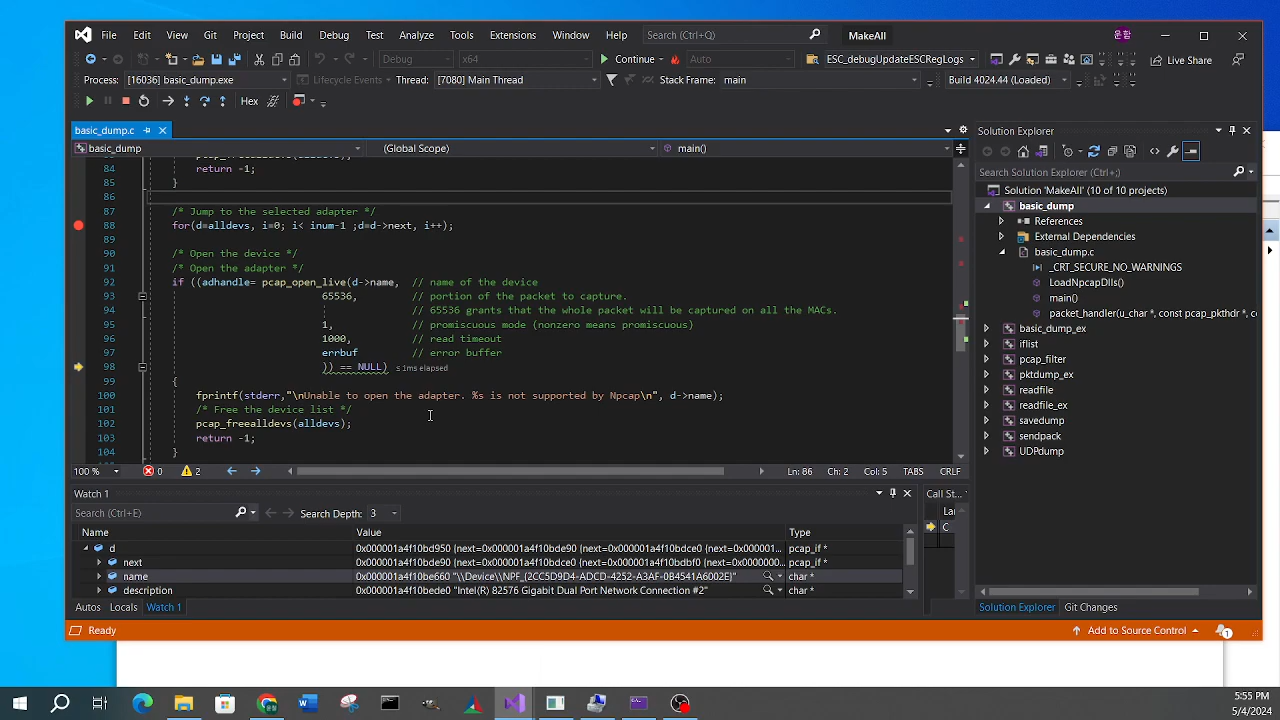 File Edit View Git Project Build Debug Test Analyze Tools Extensions Window Help Search (Ctrl+Q) MakeAll 운함
Debug x64 Continue Auto ESC_debugUpdateESCRegLogs Live Share
Process: [16036] basic_dump.exe Lifecycle Events Thread: [7080] Main Thread Stack Frame: main Build 4024.44 (Loaded)
Hex
basic_dump.c
basic_dump (Global Scope) main()
84 return -1;
85 }
86
87 /* Jump to the selected adapter */
88 for(d=alldevs, i=0; i< inum-1 ;d=d->next, i++);
89
90 /* Open the device */
91 /* Open the adapter */
92 if ((adhandle= pcap_open_live(d->name, // name of the device
93 65536, // portion of the packet to capture.
94 // 65536 grants that the whole packet will be captured on all the MACs.
95 1, // promiscuous mode (nonzero means promiscuous)
96 1000, // read timeout
97 errbuf // error buffer
98 )) == NULL) ≤ 1ms elapsed
99 {
100 fprintf(stderr,"\nUnable to open the adapter. %s is not supported by Npcap\n", d->name);
101 /* Free the device list */
102 pcap_freealldevs(alldevs);
103 return -1;
104 }
100 % 0 2 Ln: 86 Ch: 2 Col: 5 TABS CRLF
Solution Explorer
Search Solution Explorer (Ctrl+;)
Solution 'MakeAll' (10 of 10 projects)
basic_dump
References
External Dependencies
basic_dump.c
_CRT_SECURE_NO_WARNINGS
LoadNpcapDlls()
main()
packet_handler(u_char *, const pcap_pkthdr *, c
basic_dump_ex
iflist
pcap_filter
pktdump_ex
readfile
readfile_ex
savedump
sendpack
UDPdump
Solution Explorer Git Changes
Watch 1
Search (Ctrl+E) Search Depth: 3
Name Value Type
d 0x000001a4f10bd950 {next=0x000001a4f10bde90 {next=0x000001a4f10bdce0 {next=0x000001... pcap_if *
next 0x000001a4f10bde90 {next=0x000001a4f10bdce0 {next=0x000001a4f10bdbf0 {next=0x0000000... pcap_if *
name 0x000001a4f10be660 "\\Device\\NPF_{2CC5D9D4-ADCD-4252-A3AF-0B4541A6002E}" char *
description 0x000001a4f10bede0 "Intel(R) 82576 Gigabit Dual Port Network Connection #2" char *
Autos Locals Watch 1
Call St...
Lar
C
Ready Add to Source Control 1
5:55 PM
5/4/2024